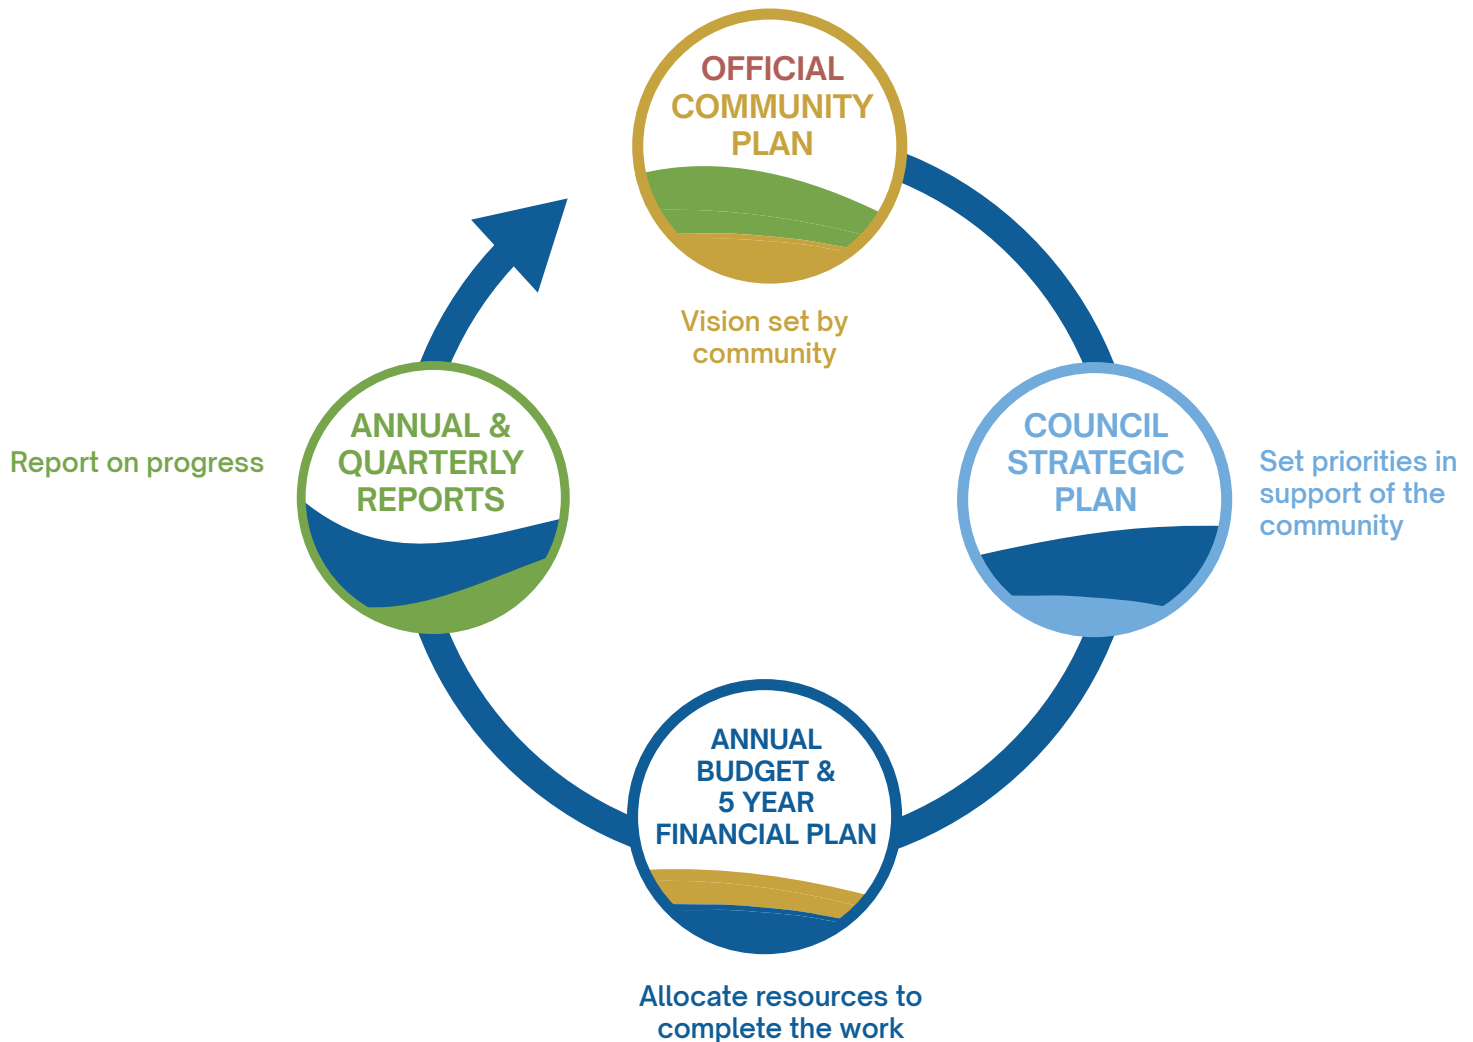 OFFICIAL
COMMUNITY
PLAN
Vision set by
community
COUNCIL
STRATEGIC
PLAN
Set priorities in
support of the
community
ANNUAL
BUDGET &
5 YEAR
FINANCIAL PLAN
Allocate resources to
complete the work
ANNUAL &
QUARTERLY
REPORTS
Report on progress